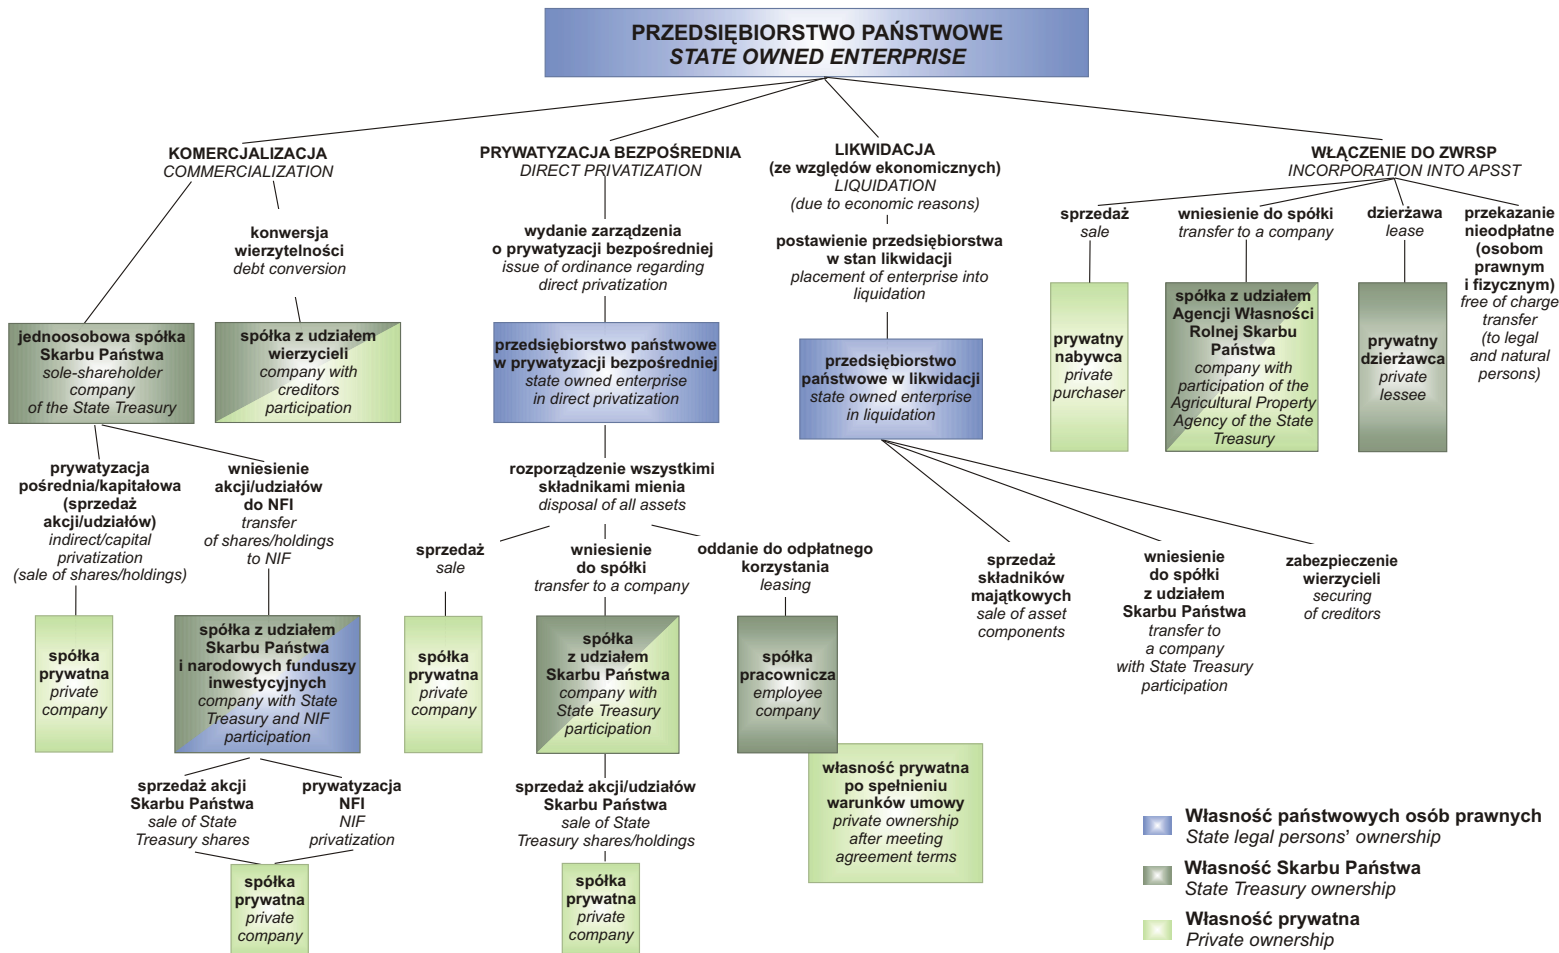 PRZEDSIĘBIORSTWO PAŃSTWOWE
STATE OWNED ENTERPRISE
KOMERCJALIZACJA
COMMERCIALIZATION
konwersja
wierzytelności
debt conversion
jednoosobowa spółka
Skarbu Państwa
sole-shareholder
company
of the State Treasury
spółka z udziałem
wierzycieli
company with
creditors
participation
prywatyzacja
pośrednia/kapitałowa
(sprzedaż
akcji/udziałów)
indirect/capital
privatization
(sale of shares/holdings)
wniesienie
akcji/udziałów
do NFI
transfer
of shares/holdings
to NIF
spółka
prywatna
private
company
spółka z udziałem
Skarbu Państwa
i narodowych funduszy
inwestycyjnych
company with State
Treasury and NIF
participation
sprzedaż akcji
Skarbu Państwa
sale of State
Treasury shares
prywatyzacja
NFI
NIF
privatization
spółka
prywatna
private
company
PRYWATYZACJA BEZPOŚREDNIA
DIRECT PRIVATIZATION
wydanie zarządzenia
o prywatyzacji bezpośredniej
issue of ordinance regarding
direct privatization
przedsiębiorstwo państwowe
w prywatyzacji bezpośredniej
state owned enterprise
in direct privatization
rozporządzenie wszystkimi
składnikami mienia
disposal of all assets
sprzedaż
sale
wniesienie
do spółki
transfer to a company
oddanie do odpłatnego
korzystania
leasing
spółka
prywatna
private
company
spółka
z udziałem
Skarbu Państwa
company with
State Treasury
participation
spółka
pracownicza
employee
company
sprzedaż akcji/udziałów
Skarbu Państwa
sale of State
Treasury shares/holdings
własność prywatna
po spełnieniu
warunków umowy
private ownership
after meeting
agreement terms
spółka
prywatna
private
company
LIKWIDACJA
(ze względów ekonomicznych)
LIQUIDATION
(due to economic reasons)
postawienie przedsiębiorstwa
w stan likwidacji
placement of enterprise into
liquidation
przedsiębiorstwo
państwowe w likwidacji
state owned enterprise
in liquidation
sprzedaż
składników
majątkowych
sale of asset
components
wniesienie
do spółki
z udziałem
Skarbu Państwa
transfer to
a company
with State Treasury
participation
zabezpieczenie
wierzycieli
securing
of creditors
WŁĄCZENIE DO ZWRSP
INCORPORATION INTO APSST
sprzedaż
sale
wniesienie do spółki
transfer to a company
dzierżawa
lease
przekazanie
nieodpłatne
(osobom
prawnym
i fizycznym)
free of charge
transfer
(to legal
and natural
persons)
prywatny
nabywca
private
purchaser
spółka z udziałem
Agencji Własności
Rolnej Skarbu
Państwa
company with
participation of the
Agricultural Property
Agency of the State
Treasury
prywatny
dzierżawca
private
lessee
Własność państwowych osób prawnych
State legal persons' ownership
Własność Skarbu Państwa
State Treasury ownership
Własność prywatna
Private ownership